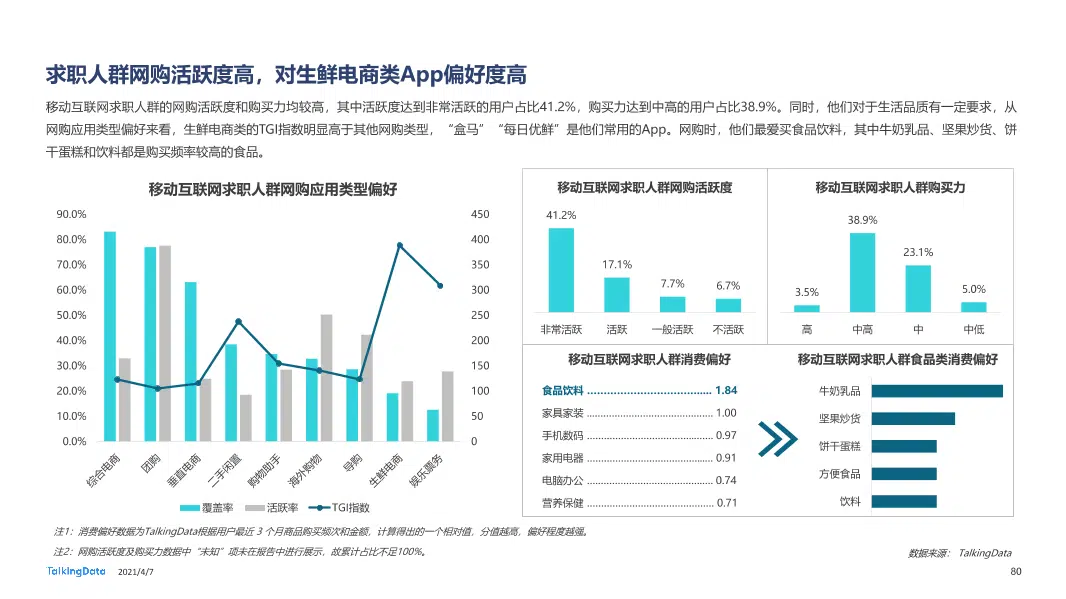 求职人群网购活跃度高，对生鲜电商类App偏好度高
移动互联网求职人群的网购活跃度和购买力均较高，其中活跃度达到非常活跃的用户占比41.2%，购买力达到中高的用户占比38.9%。同时，他们对于生活品质有一定要求，从
网购应用类型偏好来看，生鲜电商类的TGI指数明显高于其他网购类型，“盒马”“每日优鲜”是他们常用的App。网购时，他们最爱买食品饮料，其中牛奶乳品、坚果炒货、饼
干蛋糕和饮料都是购买频率较高的食品。
移动互联网求职人群网购应用类型偏好
90.0%
80.0%
70.0%
60.0%
50.0%
40.0%
30.0%
20.0%
10.0%
0.0%
450
400
350
300
250
200
150
100
50
0
综合电商
团购
垂直电商
二手闲置
购物助手
海外购物
导购
生鲜电商
娱乐票务
覆盖率 活跃率 TGI指数
移动互联网求职人群网购活跃度
41.2%
17.1%
7.7%
6.7%
非常活跃 活跃 一般活跃 不活跃
移动互联网求职人群购买力
3.5%
38.9%
23.1%
5.0%
高 中高 中 中低
移动互联网求职人群消费偏好
食品饮料 1.84
家具家装 1.00
手机数码 0.97
家用电器 0.91
电脑办公 0.74
营养保健 0.71
移动互联网求职人群食品类消费偏好
牛奶乳品
坚果炒货
饼干蛋糕
方便食品
饮料
注1：消费偏好数据为TalkingData根据用户最近 3 个月商品购买频次和金额，计算得出的一个相对值，分值越高，偏好程度越强。
注2：网购活跃度及购买力数据中“未知”项未在报告中进行展示，故累计占比不足100%。
数据来源： TalkingData
TalkingData 2021/4/7
80